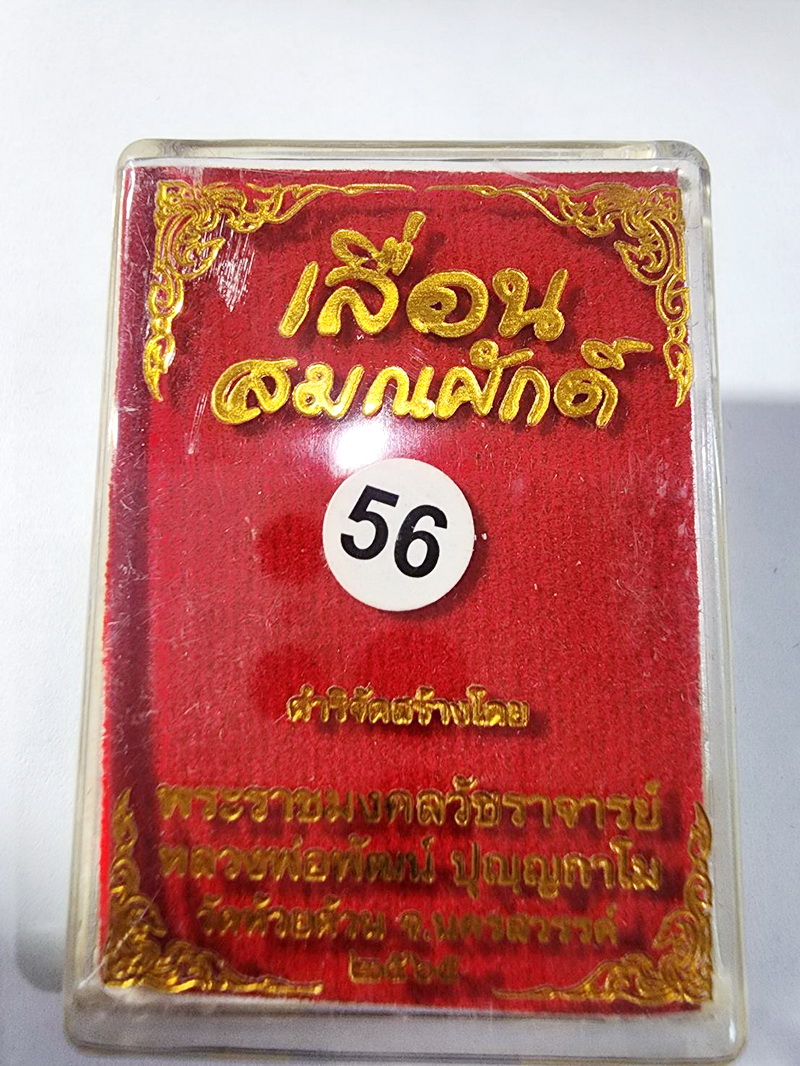 เลื่อน
สมณศักดิ์
56
ดำริจัดสร้างโดย
พระราชมงคลวัชราจารย์
หลวงพ่อพัฒน์ ปุญฺญกาโม
วัดห้วยด้วน จ.นครสวรรค์
๒๕๖๕